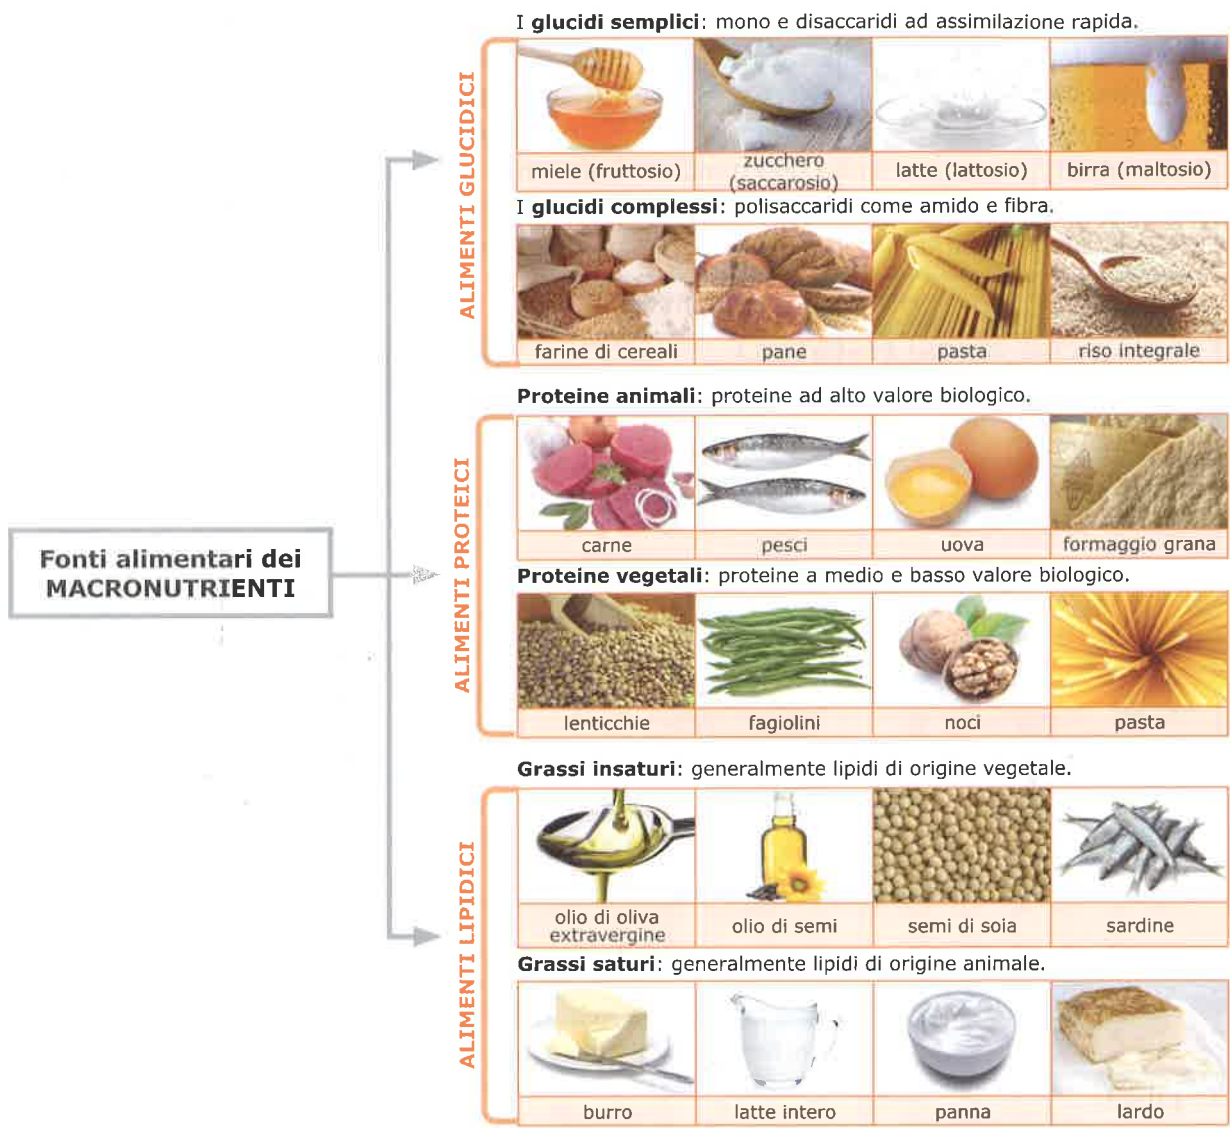 I glucidi semplici: mono e disaccaridi ad assimilazione rapida.
ALIMENTI GLUCIDICI
miele (fruttosio)
zucchero
(saccarosio)
latte (lattosio)
birra (maltosio)
I glucidi complessi: polisaccaridi come amido e fibra.
farine di cereali
pane
pasta
riso integrale
Fonti alimentari dei
MACRONUTRIENTI
Proteine animali: proteine ad alto valore biologico.
ALIMENTI PROTEICI
carne
pesci
uova
formaggio grana
Proteine vegetali: proteine a medio e basso valore biologico.
lenticchie
fagiolini
noci
pasta
Grassi insaturi: generalmente lipidi di origine vegetale.
ALIMENTI LIPIDICI
olio di oliva
extravergine
olio di semi
semi di soia
sardine
Grassi saturi: generalmente lipidi di origine animale.
burro
latte intero
panna
lardo